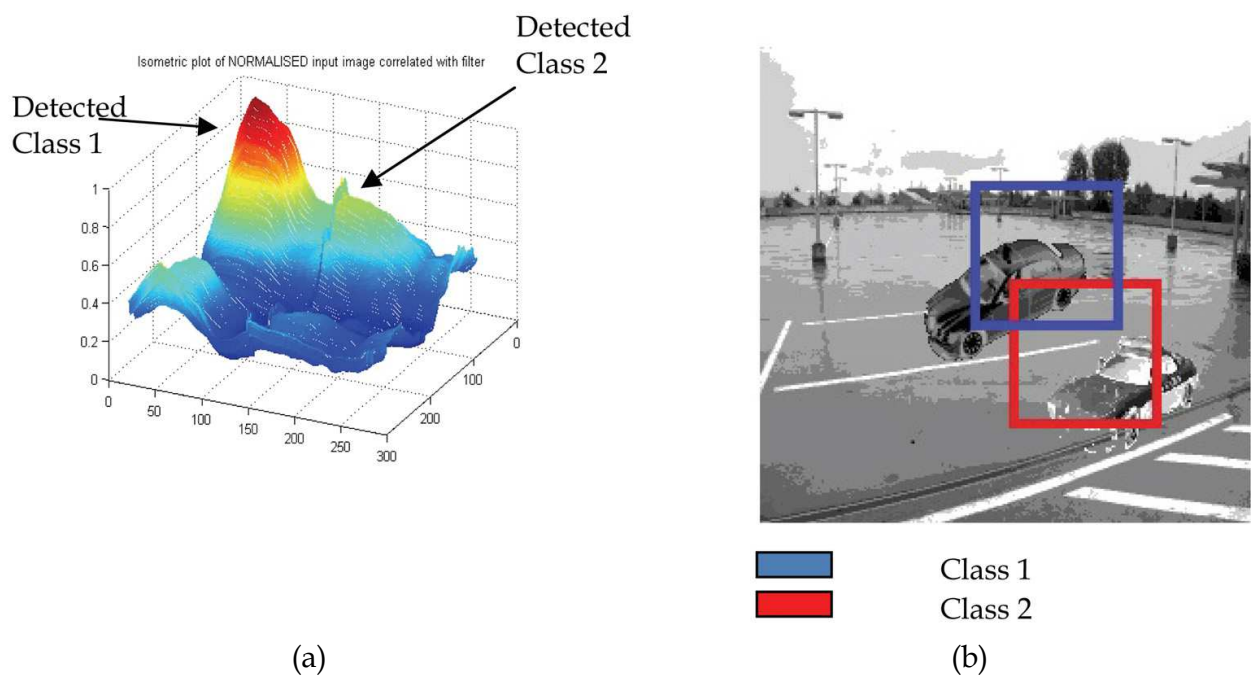 Detected
Class 2
Isometric plot of NORMALISED input image correlated with filter
Detected
Class 1
1
0.8
0.6
0.4
0.2
0
0
50
100
150
200
250
300
200
100
0
Class 1
Class 2
(a)
(b)